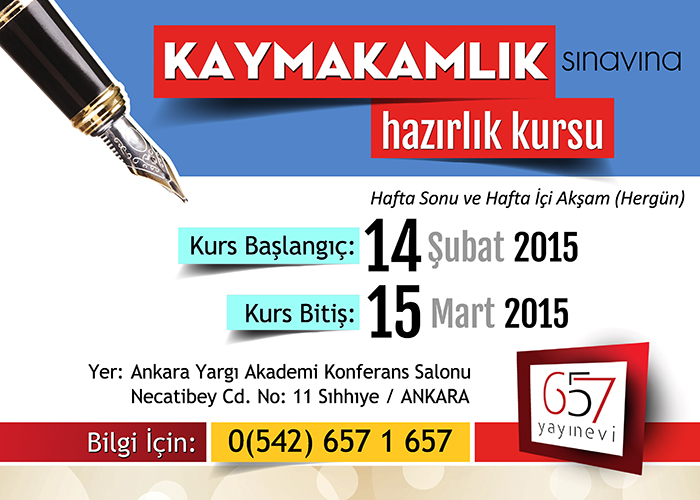 KAYMAKAMLIK sınavına
hazırlık kursu
Hafta Sonu ve Hafta İçi Akşam (Hergün)
Kurs Başlangıç: 14 Şubat 2015
Kurs Bitiş: 15 Mart 2015
Yer: Ankara Yargı Akademi Konferans Salonu
Necatibey Cd. No: 11 Sıhhıye / ANKARA
657
yayınevi
Bilgi İçin: 0(542) 657 1 657